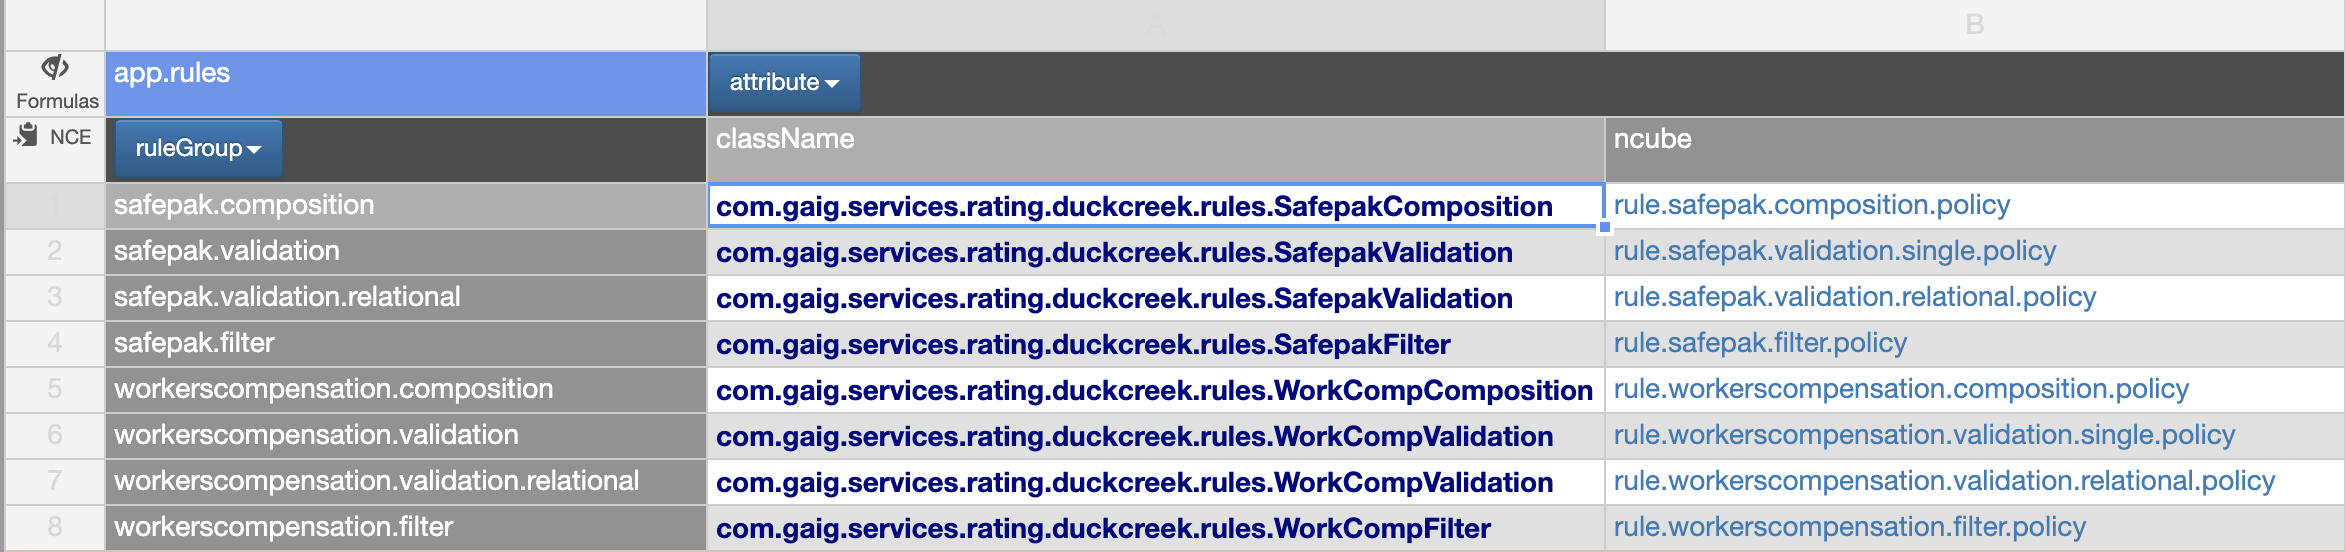 A B
Formulas app.rules attribute
NCE ruleGroup className ncube
1 safepak.composition com.gaig.services.rating.duckcreek.rules.SafepakComposition rule.safepak.composition.policy
2 safepak.validation com.gaig.services.rating.duckcreek.rules.SafepakValidation rule.safepak.validation.single.policy
3 safepak.validation.relational com.gaig.services.rating.duckcreek.rules.SafepakValidation rule.safepak.validation.relational.policy
4 safepak.filter com.gaig.services.rating.duckcreek.rules.SafepakFilter rule.safepak.filter.policy
5 workerscompensation.composition com.gaig.services.rating.duckcreek.rules.WorkCompComposition rule.workerscompensation.composition.policy
6 workerscompensation.validation com.gaig.services.rating.duckcreek.rules.WorkCompValidation rule.workerscompensation.validation.single.policy
7 workerscompensation.validation.relational com.gaig.services.rating.duckcreek.rules.WorkCompValidation rule.workerscompensation.validation.relational.policy
8 workerscompensation.filter com.gaig.services.rating.duckcreek.rules.WorkCompFilter rule.workerscompensation.filter.policy